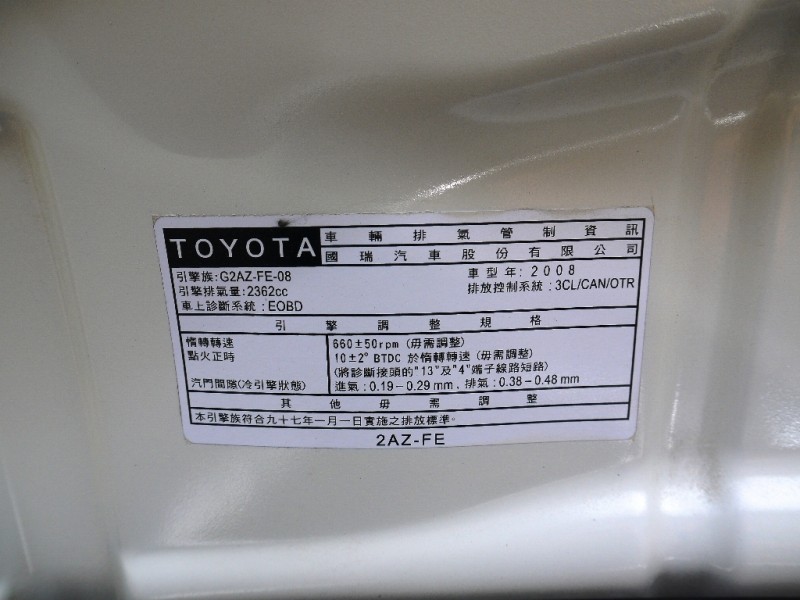 TOYOTA 車輛排氣管制資訊
國瑞汽車股份有限公司
引擎族:G2AZ-FE-08 車型年:2008
引擎排氣量:2362cc 排放控制系統:3CL/CAN/OTR
車上診斷系統:EOBD
引擎調整規格
惰轉轉速 660±50rpm (毋需調整)
點火正時 10±2° BTDC 於惰轉轉速 (毋需調整)
(將診斷接頭的"13"及"4"端子線路短路)
汽門間隙(冷引擎狀態) 進氣:0.19-0.29mm, 排氣:0.38-0.48mm
其他毋需調整
本引擎族符合九十七年一月一日實施之排放標準。
2AZ-FE